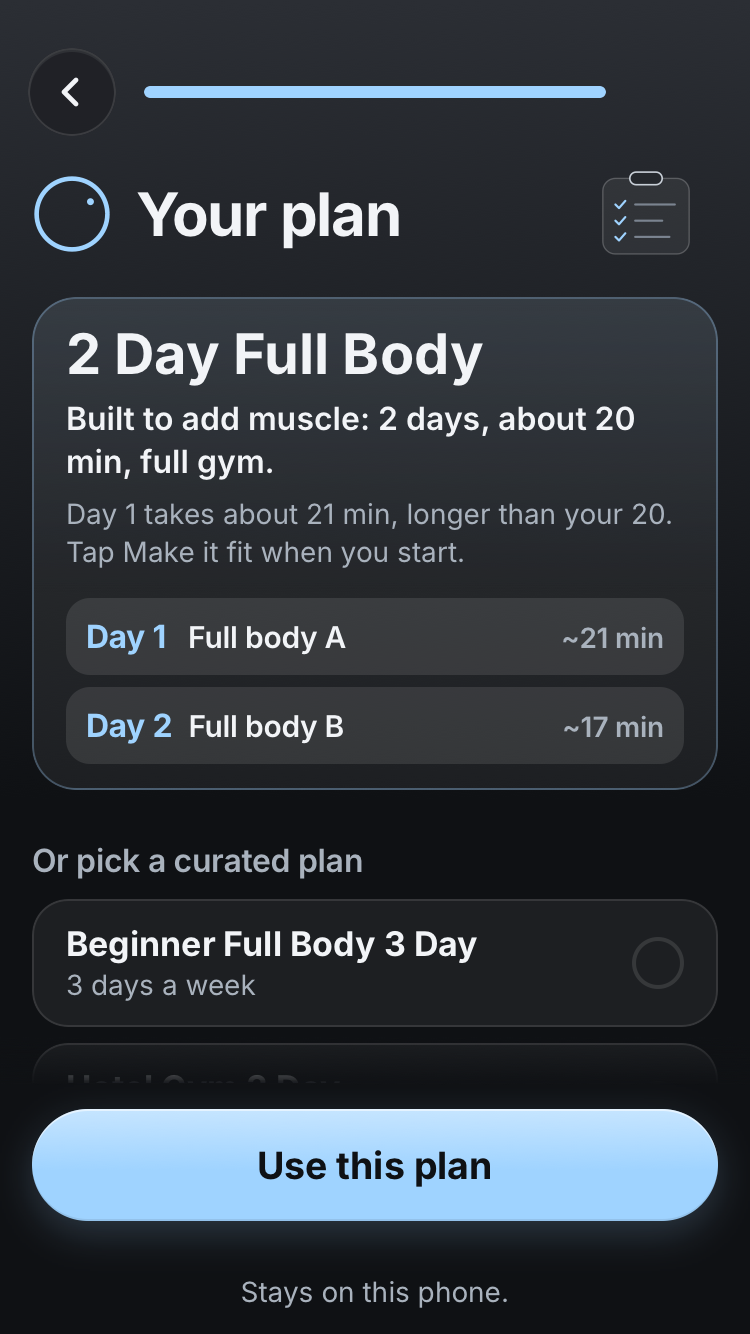 Your plan
2 Day Full Body
Built to add muscle: 2 days, about 20
min, full gym.
Day 1 takes about 21 min, longer than your 20.
Tap Make it fit when you start.
Day 1 Full body A ~21 min
Day 2 Full body B ~17 min
Or pick a curated plan
Beginner Full Body 3 Day
3 days a week
Use this plan
Stays on this phone.